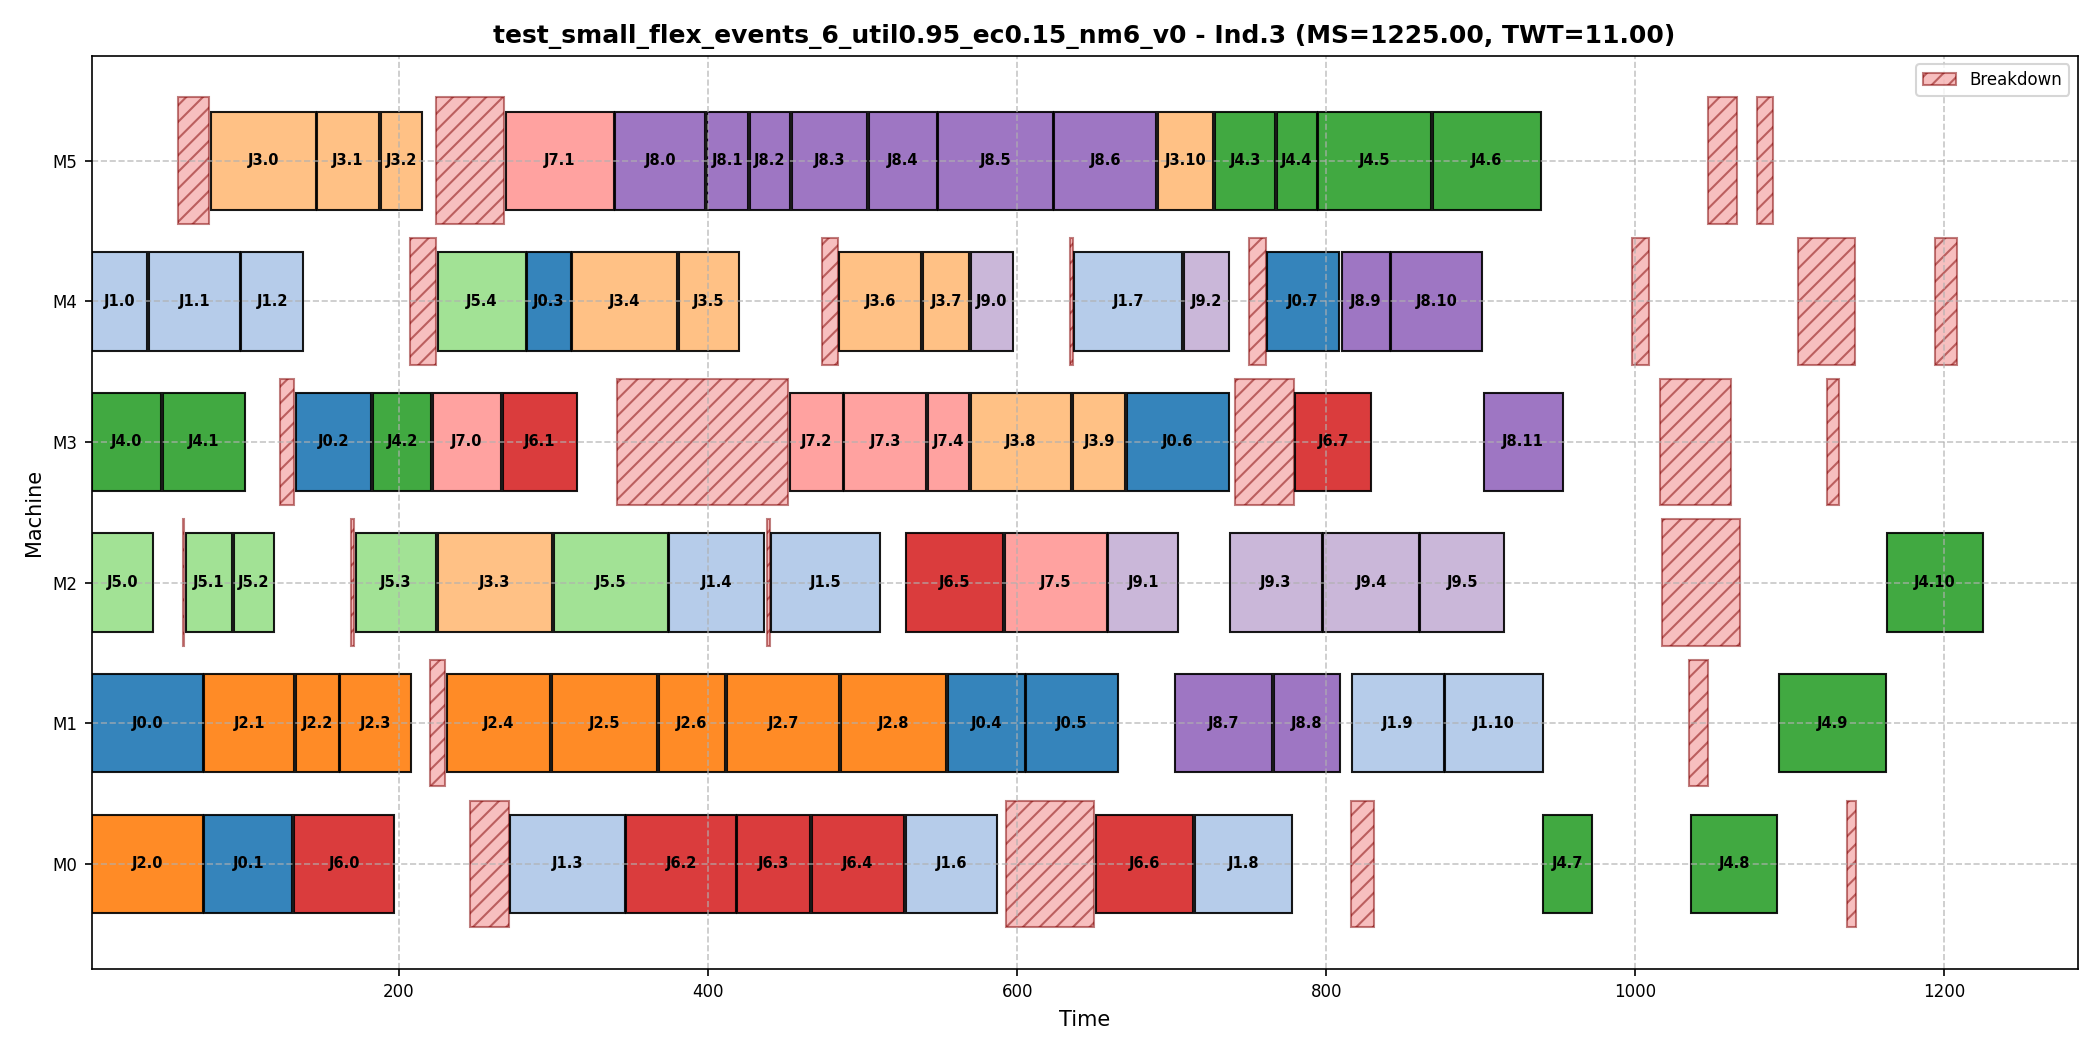 test_small_flex_events_6_util0.95_ec0.15_nm6_v0 - Ind.3 (MS=1225.00, TWT=11.00)
Breakdown
Machine
M5
J3.0 J3.1 J3.2 J7.1 J8.0 J8.1 J8.2 J8.3 J8.4 J8.5 J8.6 J3.10 J4.3 J4.4 J4.5 J4.6
M4
J1.0 J1.1 J1.2 J5.4 J0.3 J3.4 J3.5 J3.6 J3.7 J9.0 J1.7 J9.2 J0.7 J8.9 J8.10
M3
J4.0 J4.1 J0.2 J4.2 J7.0 J6.1 J7.2 J7.3 J7.4 J3.8 J3.9 J0.6 J6.7 J8.11
M2
J5.0 J5.1 J5.2 J5.3 J3.3 J5.5 J1.4 J1.5 J6.5 J7.5 J9.1 J9.3 J9.4 J9.5 J4.10
M1
J0.0 J2.1 J2.2 J2.3 J2.4 J2.5 J2.6 J2.7 J2.8 J0.4 J0.5 J8.7 J8.8 J1.9 J1.10 J4.9
M0
J2.0 J0.1 J6.0 J1.3 J6.2 J6.3 J6.4 J1.6 J6.6 J1.8 J4.7 J4.8
200 400 600 800 1000 1200
Time